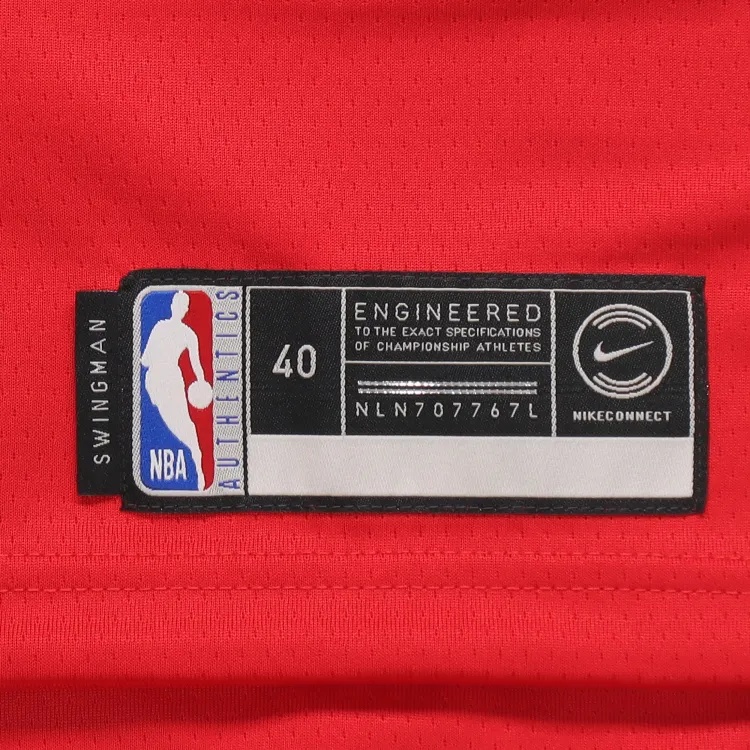 SWINGMAN
NBA
AUTHENTICS
40
ENGINEERED
TO THE EXACT SPECIFICATIONS
OF CHAMPIONSHIP ATHLETES
NLN707767L
NIKECONNECT